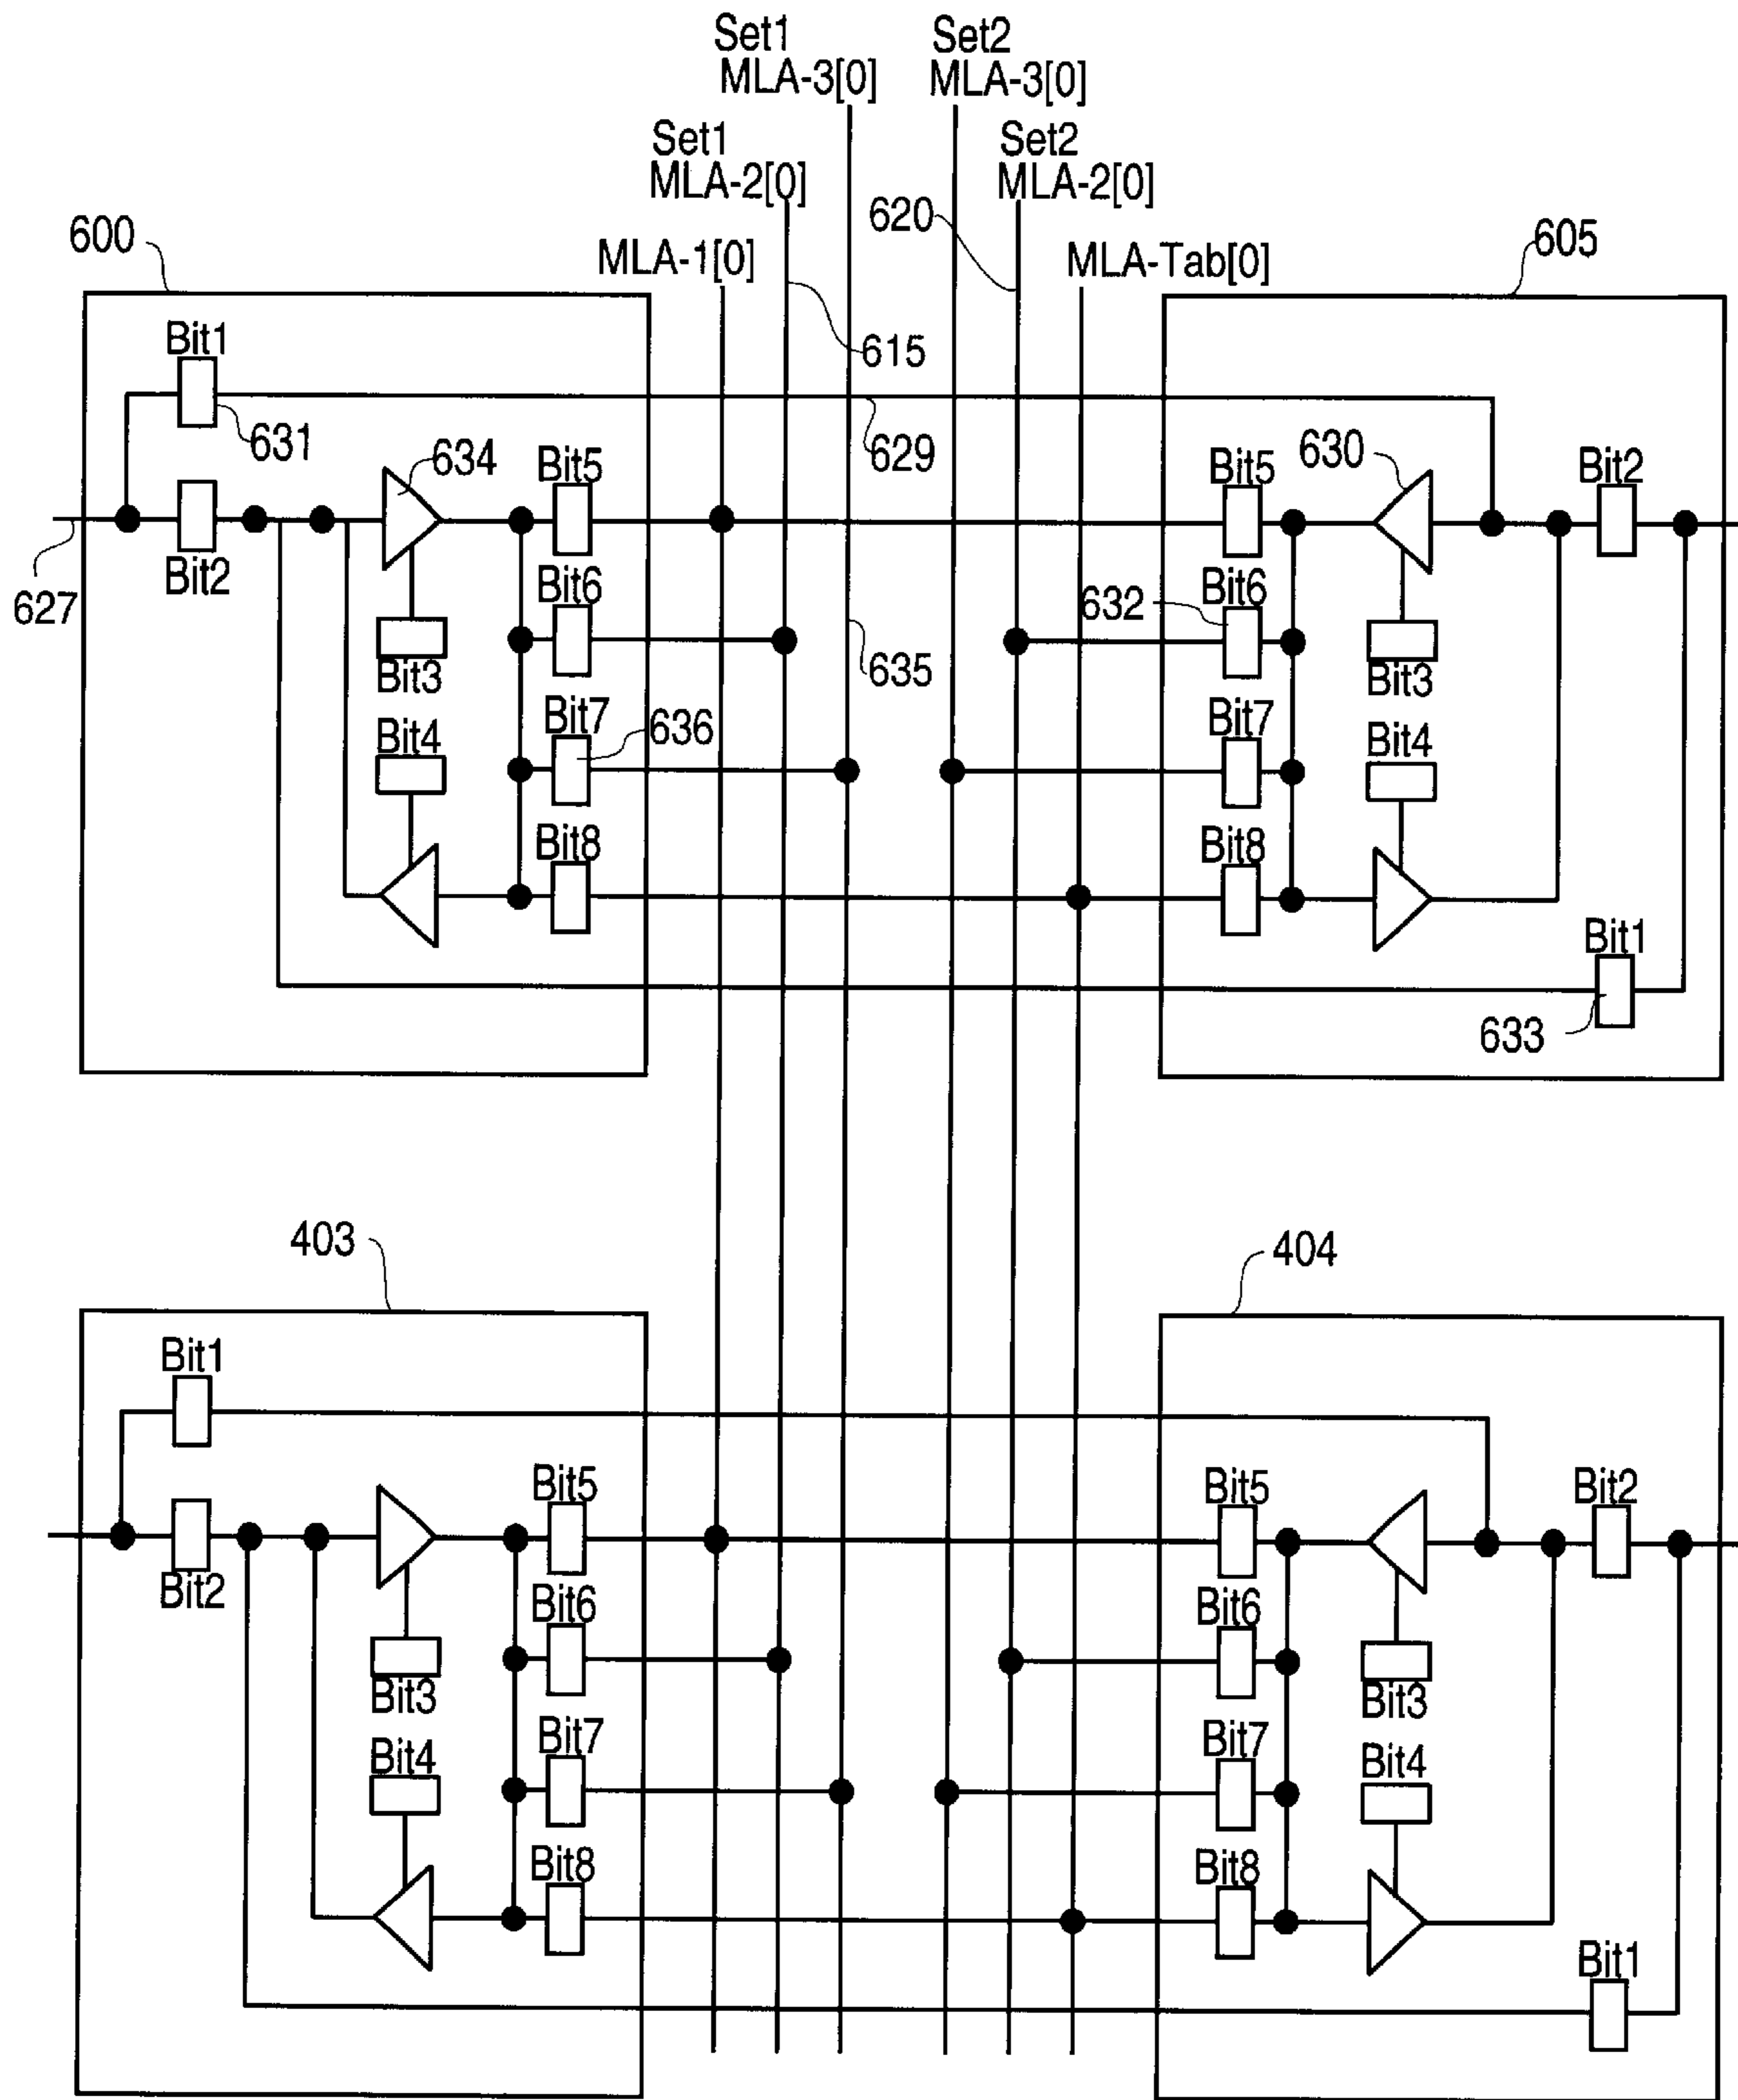 Set1
MLA-3[0]
Set2
MLA-3[0]
Set1
MLA-2[0]
Set2
MLA-2[0]
620
600
MLA-1[0]
MLA-Tab[0]
605
Bit1
615
631
629
634
Bit5
Bit5
630
Bit2
Bit2
627
Bit6
632
Bit6
Bit3
635
Bit3
Bit7
636
Bit7
Bit4
Bit4
Bit8
Bit8
Bit1
633
403
404
Bit1
Bit5
Bit5
Bit2
Bit2
Bit6
Bit6
Bit3
Bit3
Bit7
Bit7
Bit4
Bit4
Bit8
Bit8
Bit1